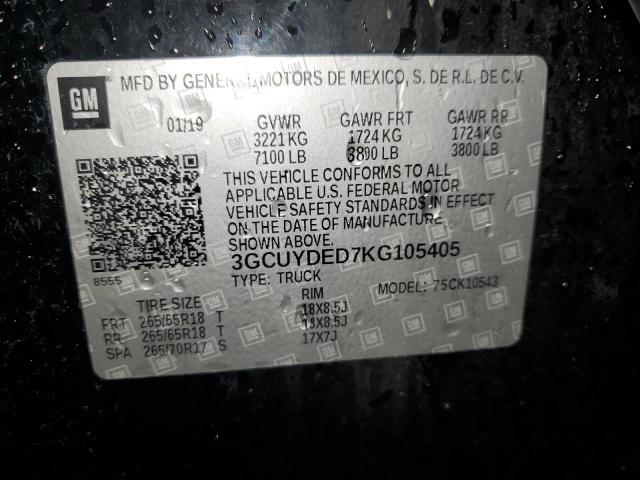 GM
MFD BY GENERAL MOTORS DE MEXICO, S. DE R.L. DE C.V.
01/19 GVWR GAWR FRT GAWR RR
3221 KG 1724 KG 1724 KG
7100 LB 3800 LB 3800 LB
THIS VEHICLE CONFORMS TO ALL
APPLICABLE U.S. FEDERAL MOTOR
VEHICLE SAFETY STANDARDS IN EFFECT
ON THE DATE OF MANUFACTURE
SHOWN ABOVE.
3GCUYDED7KG105405
8555 TYPE: TRUCK MODEL: 75CK10543
TIRE SIZE RIM
FRT 265/65R18 T 18X8.5J
RR 265/65R18 T 18X8.5J
SPA 265/70R17 S 17X7J